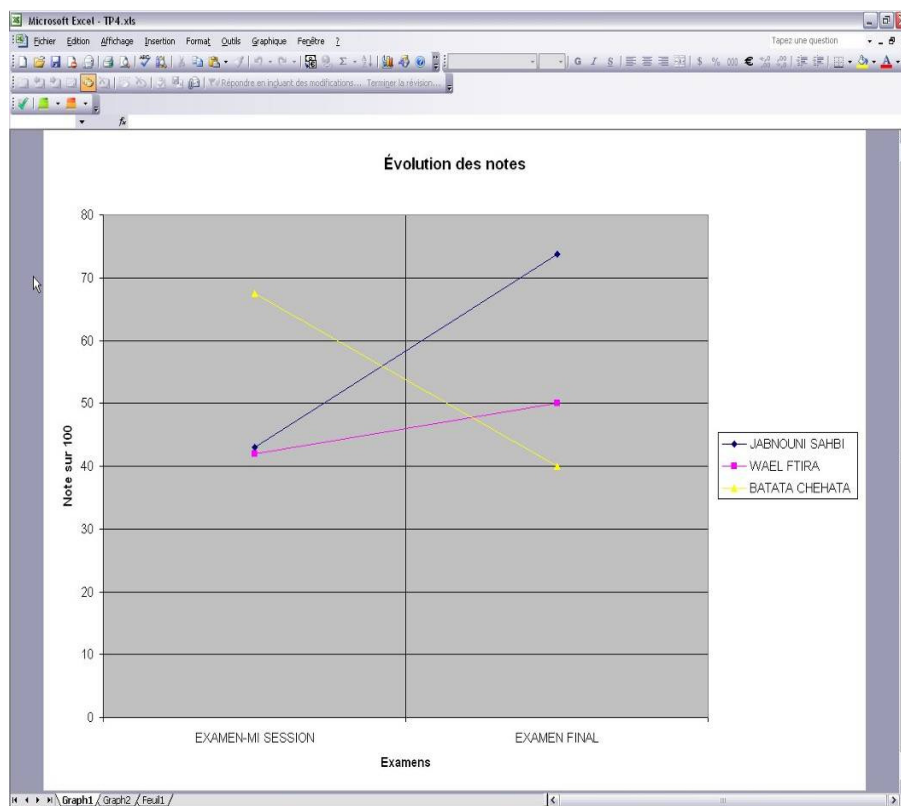 Microsoft Excel - TP4.xls
Fichier Edition Affichage Insertion Format Outils Graphique Fenêtre ?
Tapez une question
G I S
$ % 000 €
Répondre en incluant des modifications... Terminer la révision...
fx
Évolution des notes
80
70
60
50
40
30
20
10
0
Note sur 100
EXAMEN-MI SESSION EXAMEN FINAL
Examens
JABNOUNI SAHBI
WAEL FTIRA
BATATA CHEHATA
Graph1 / Graph2 / Feuil1 /